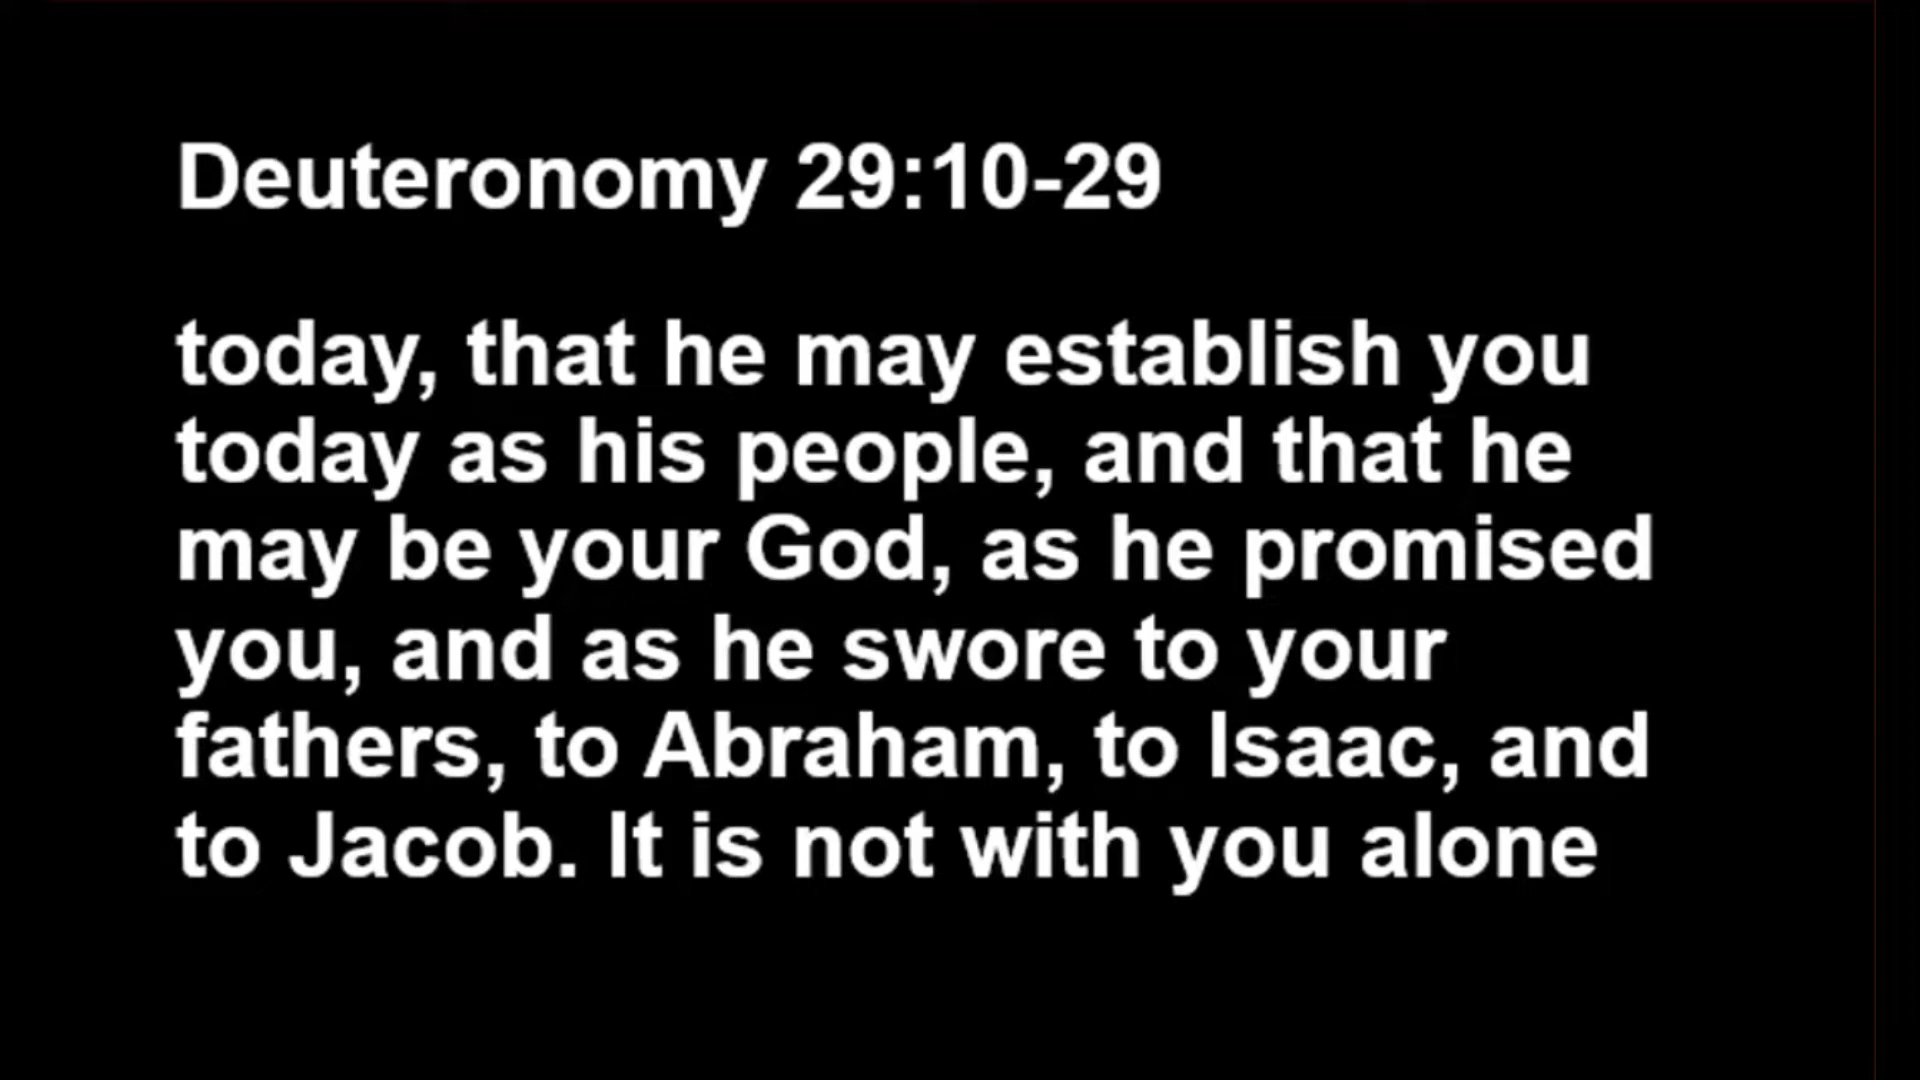 Deuteronomy 29:10-29
today, that he may establish you
today as his people, and that he
may be your God, as he promised
you, and as he swore to your
fathers, to Abraham, to Isaac, and
to Jacob. It is not with you alone